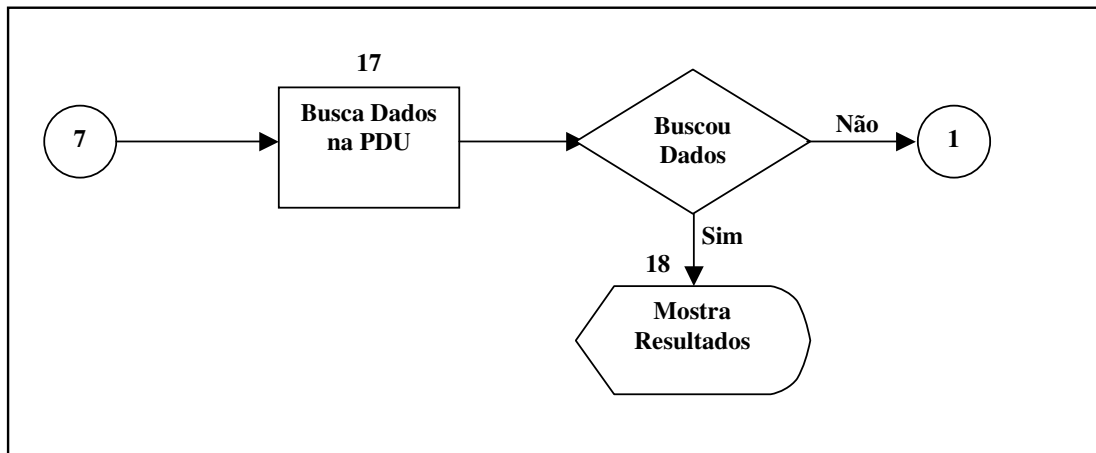 17
7
Busca Dados
na PDU
Buscou
Dados
Não
1
Sim
18
Mostra
Resultados